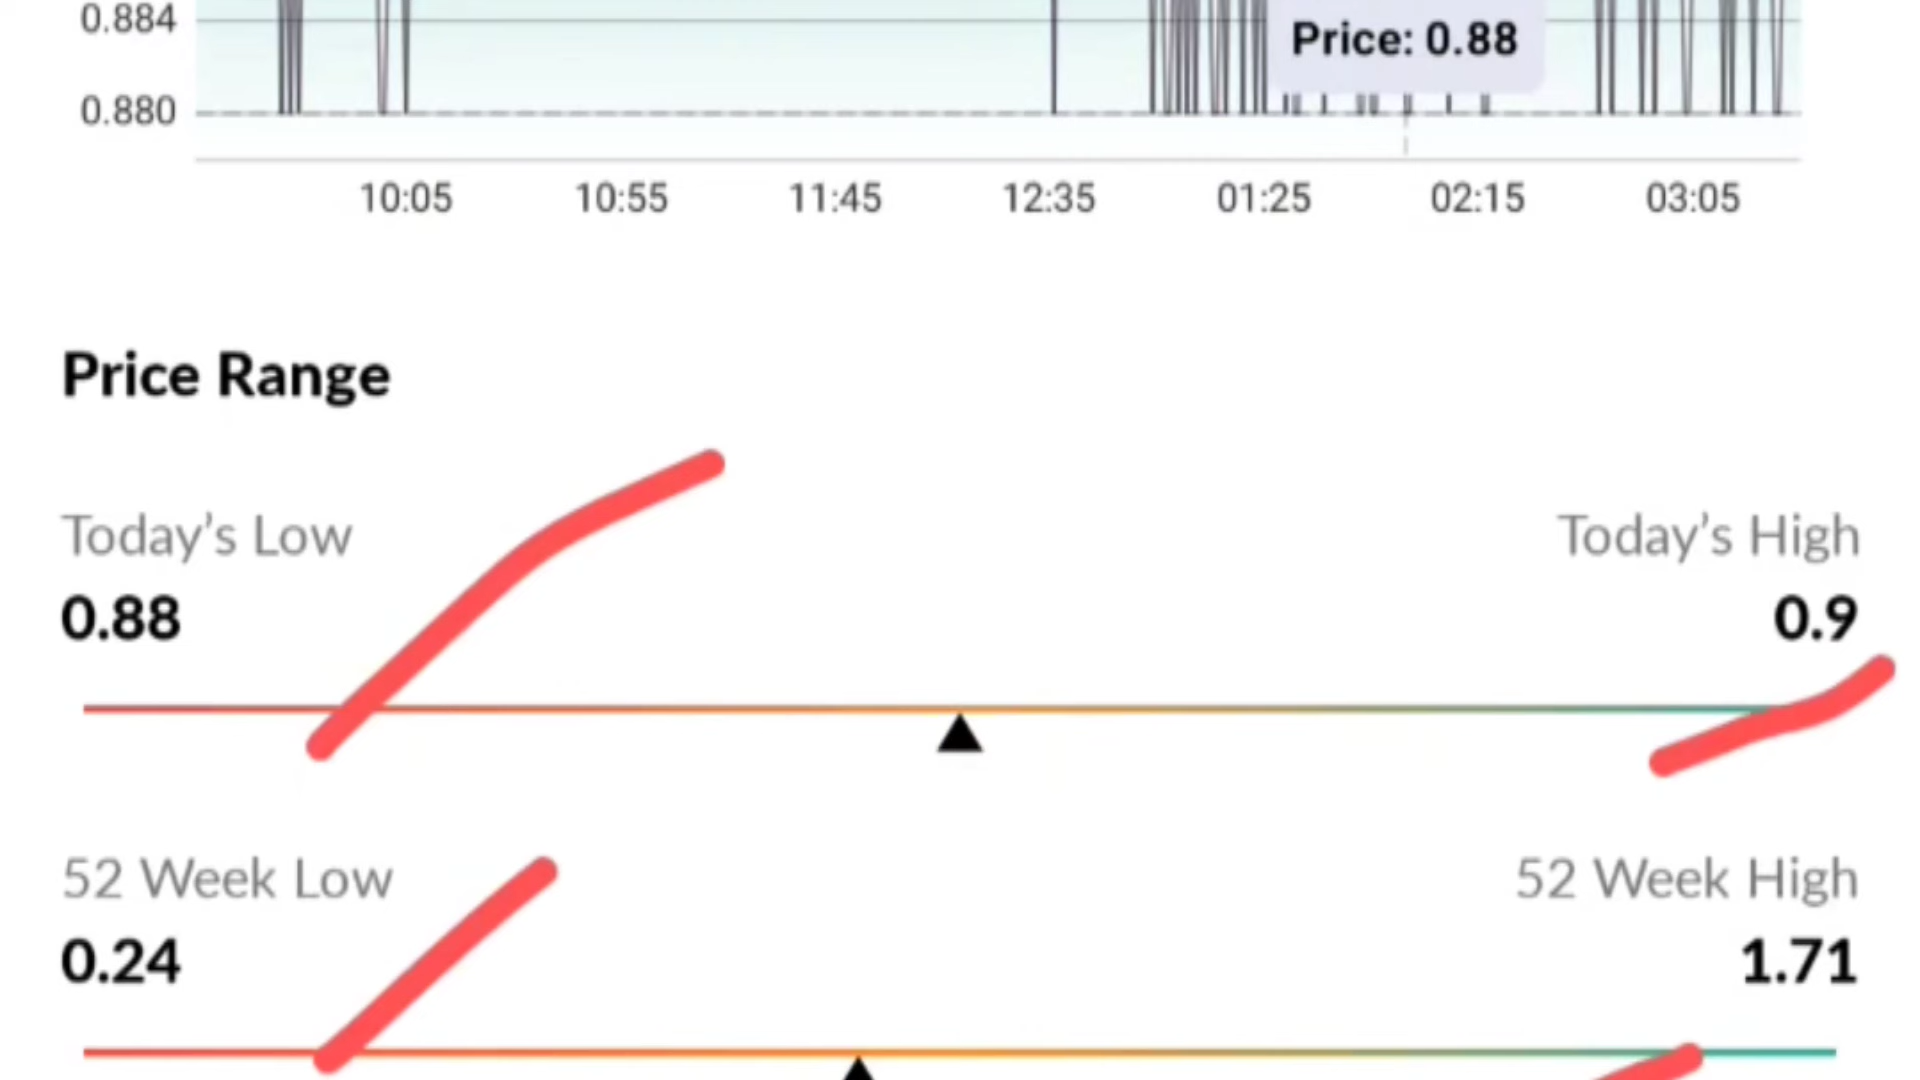 0.884
Price: 0.88
0.880
10:05 10:55 11:45 12:35 01:25 02:15 03:05
Price Range
Today’s Low Today’s High
0.88 0.9
52 Week Low 52 Week High
0.24 1.71